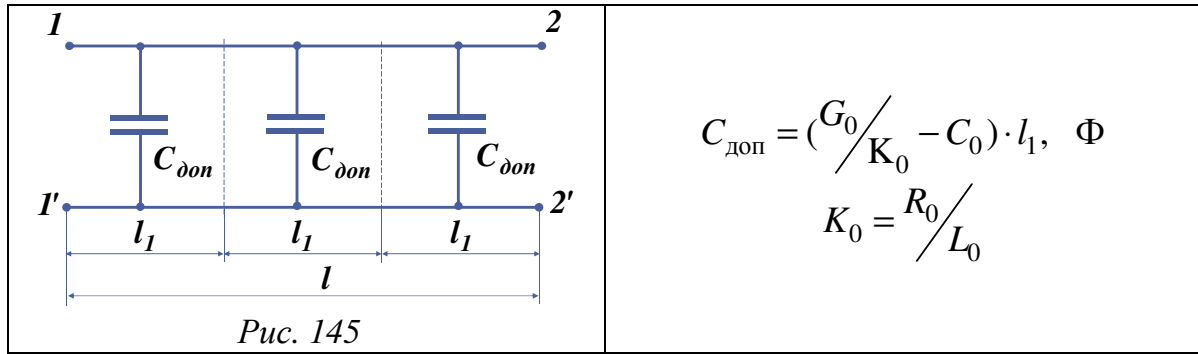 1 2
C_доп C_доп C_доп
1' 2'
l_1 l_1 l_1
l
Рис. 145
C_доп = (G_0/K_0 − C_0) · l_1, Ф
K_0 = R_0/L_0